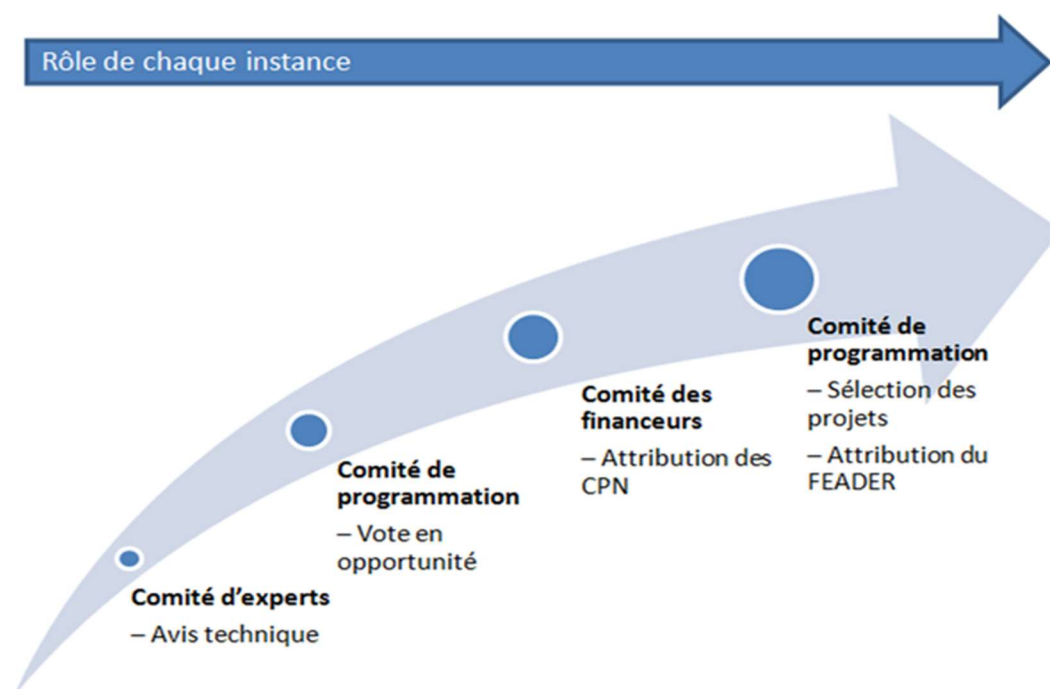 Rôle de chaque instance
Comité d’experts
– Avis technique
Comité de
programmation
– Vote en
opportunité
Comité des
financeurs
– Attribution des
CPN
Comité de
programmation
– Sélection des
projets
– Attribution du
FEADER